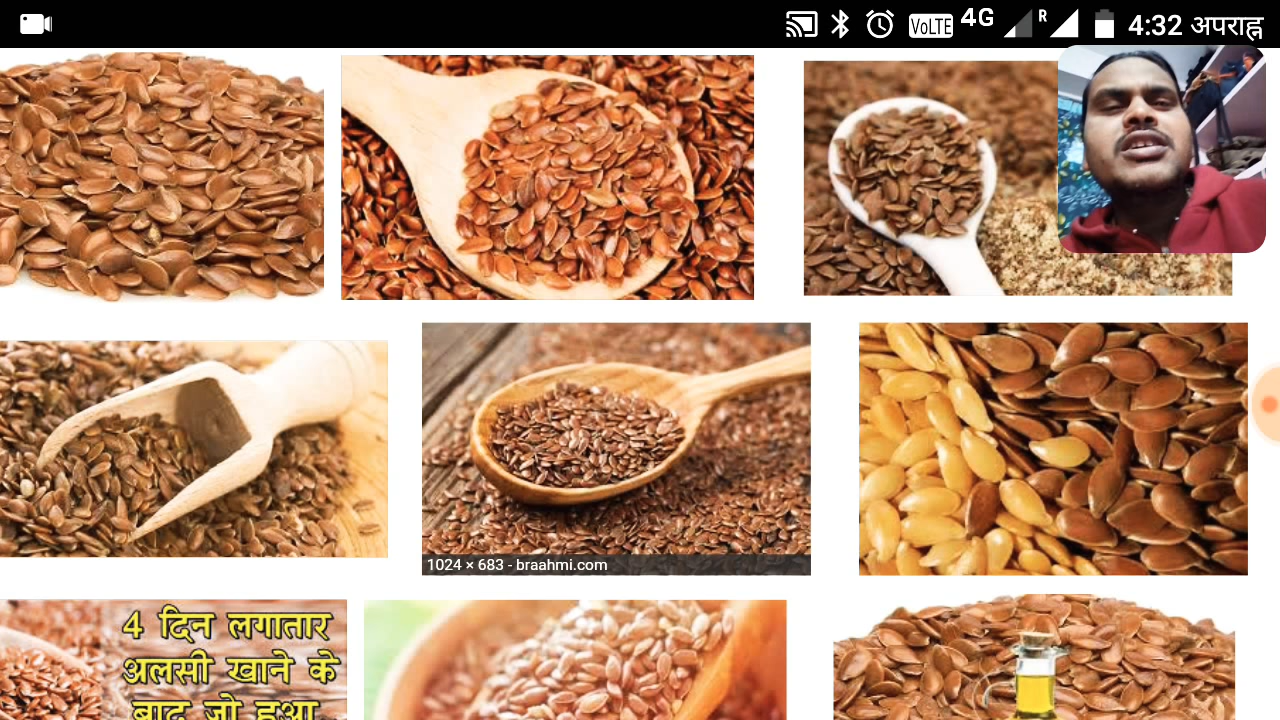 VoLTE 4G R 4:32 अपराह्न
1024 × 683 - braahmi.com
4 दिन लगातार
अलसी खाने के
बाद जो हुआ